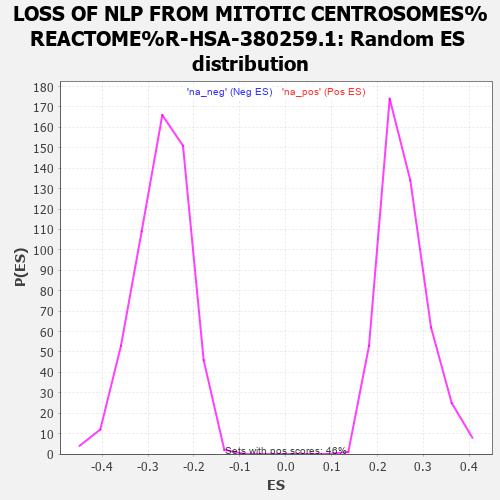 LOSS OF NLP FROM MITOTIC CENTROSOMES%
REACTOME%R-HSA-380259.1: Random ES
distribution
'na_neg' (Neg ES) 'na_pos' (Pos ES)
180
170
160
150
140
130
120
110
100
90
80
70
60
50
40
30
20
10
0
P(ES)
Sets with pos scores: 46%
-0.4 -0.3 -0.2 -0.1 0.0 0.1 0.2 0.3 0.4
ES